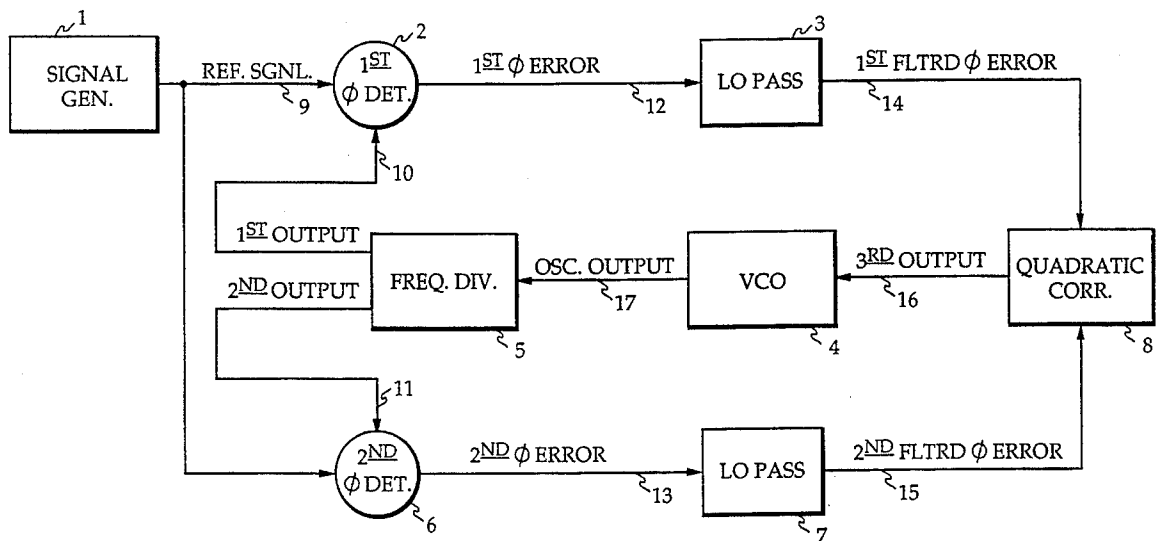 1
SIGNAL
GEN.
REF. SGNL.
9
2
1ST
ϕ DET.
1ST ϕ ERROR
12
3
LO PASS
1ST FLTRD ϕ ERROR
14
10
1ST OUTPUT
2ND OUTPUT
FREQ. DIV.
5
OSC. OUTPUT
17
VCO
4
3RD OUTPUT
16
QUADRATIC
CORR.
8
11
2ND
ϕ DET.
6
2ND ϕ ERROR
13
LO PASS
7
2ND FLTRD ϕ ERROR
15